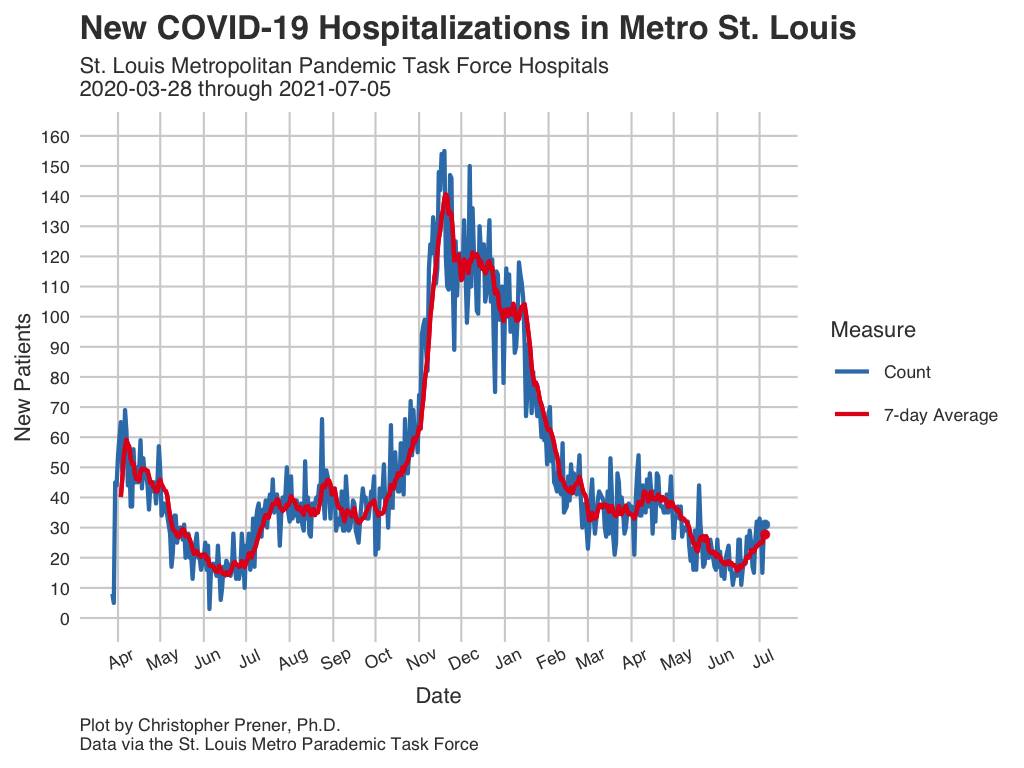 New COVID-19 Hospitalizations in Metro St. Louis
St. Louis Metropolitan Pandemic Task Force Hospitals
2020-03-28 through 2021-07-05
160
150
140
130
120
110
100
90
80
70
60
50
40
30
20
10
0
New Patients
Apr May Jun Jul Aug Sep Oct Nov Dec Jan Feb Mar Apr May Jun Jul
Date
Measure
Count
7-day Average
Plot by Christopher Prener, Ph.D.
Data via the St. Louis Metro Parademic Task Force